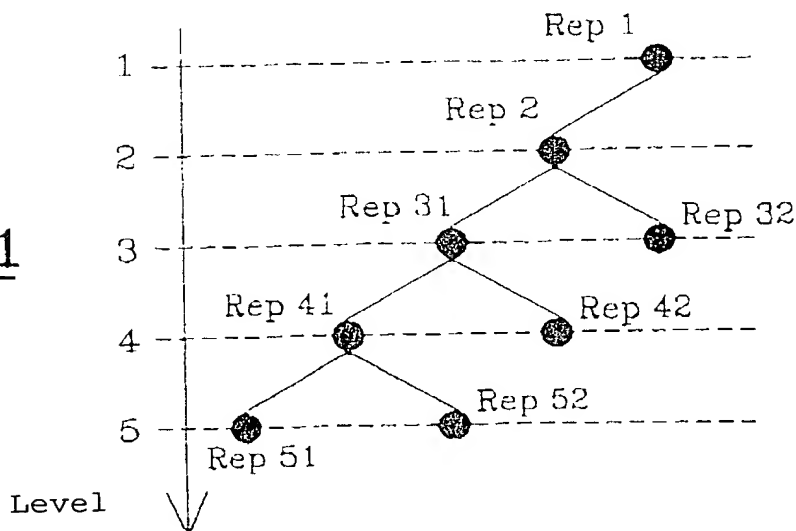 Rep 1
1
Rep 2
2
Rep 31
Rep 32
3
1
Rep 41
Rep 42
4
Rep 52
5
Rep 51
Level